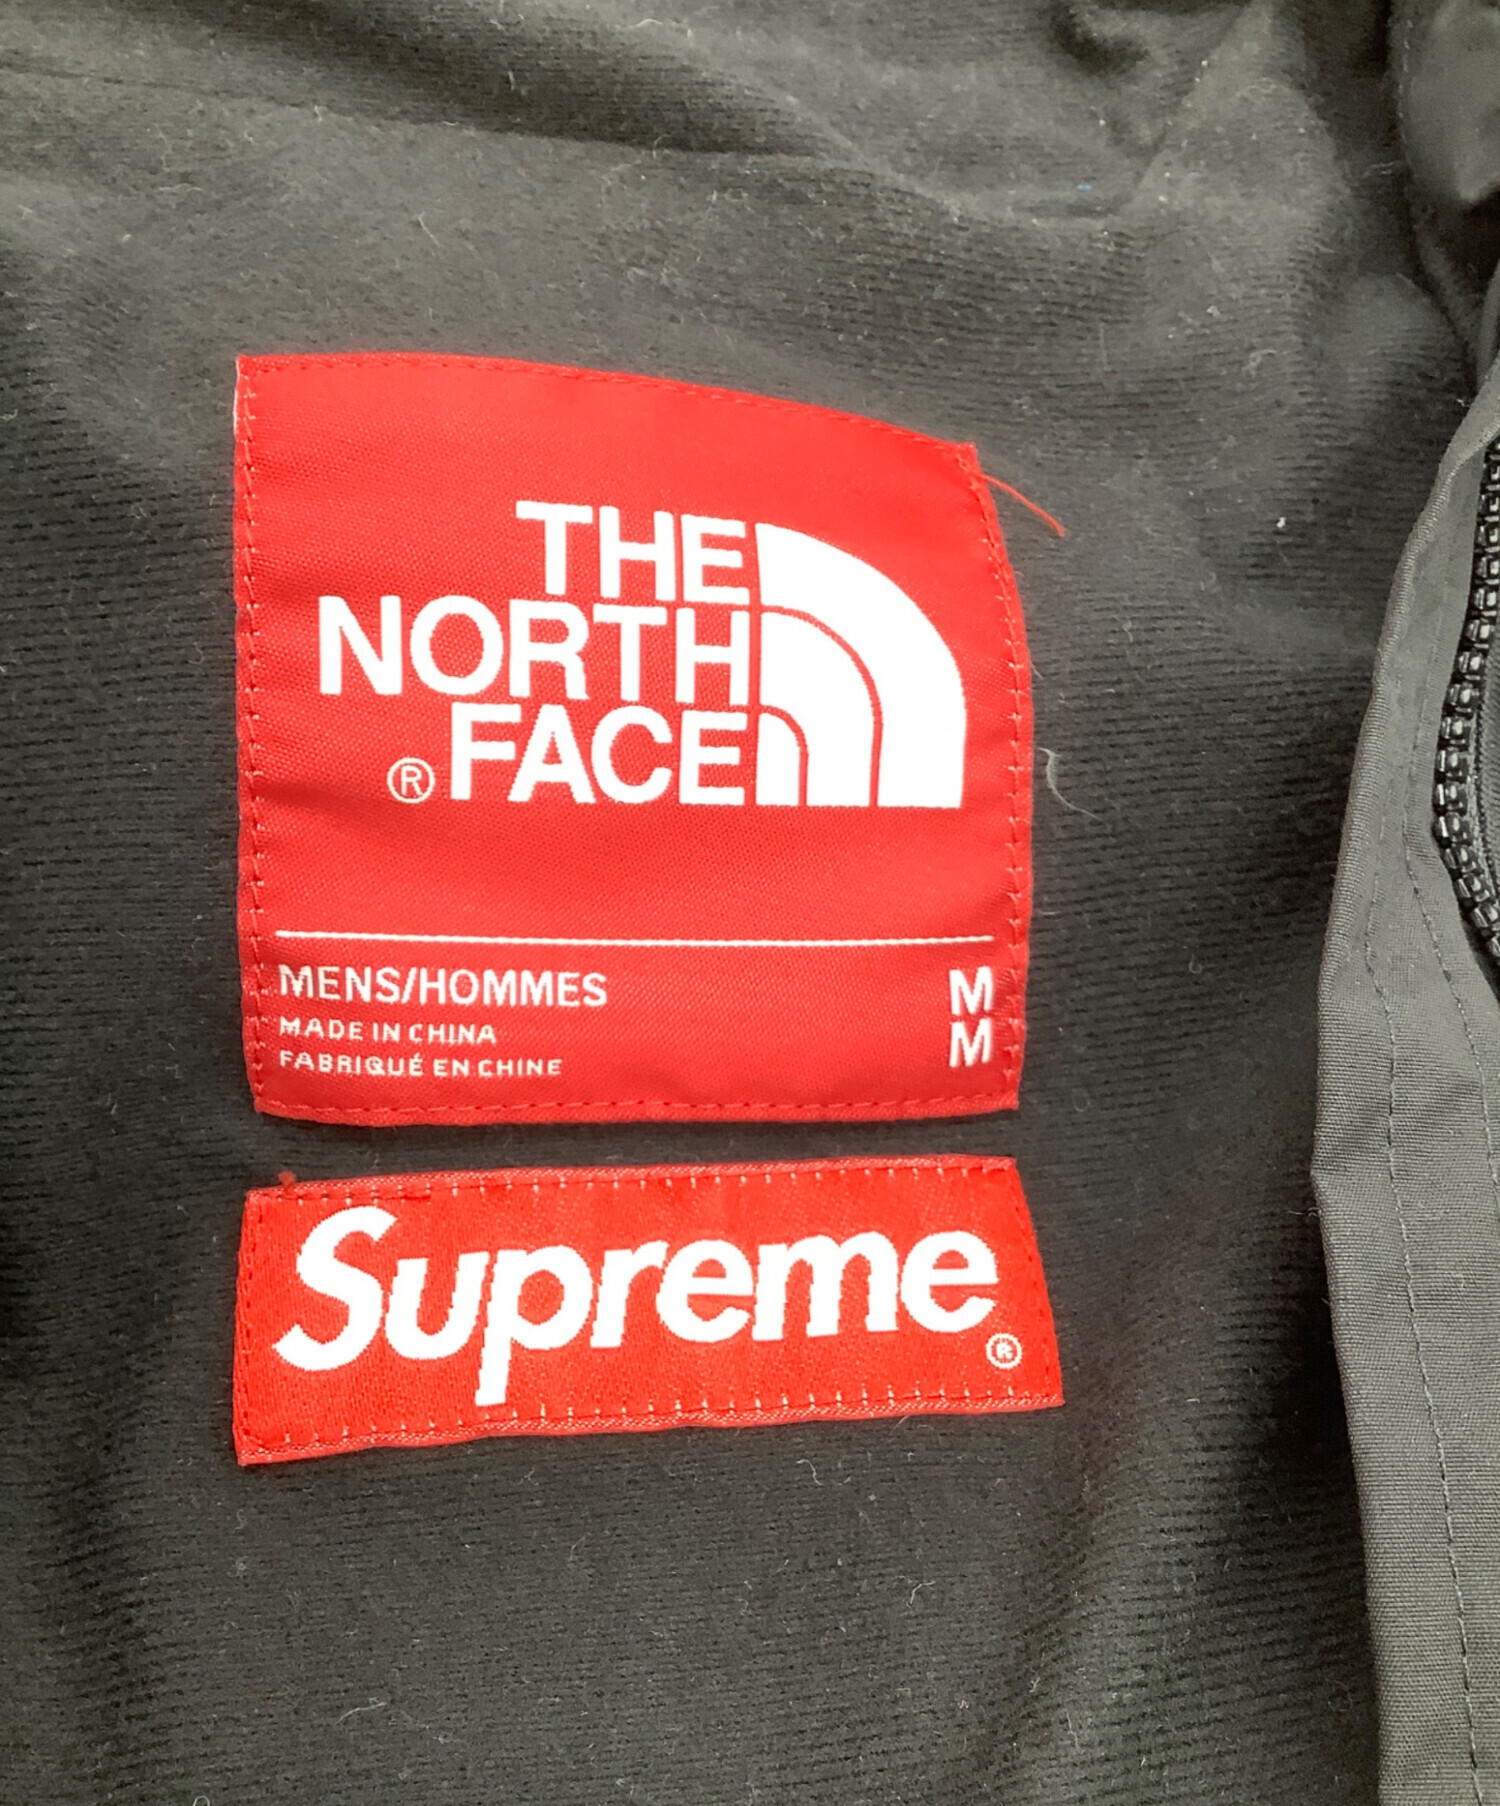 THE
NORTH
® FACE
MENS/HOMMES M
MADE IN CHINA M
FABRIQUÉ EN CHINE
Supreme®